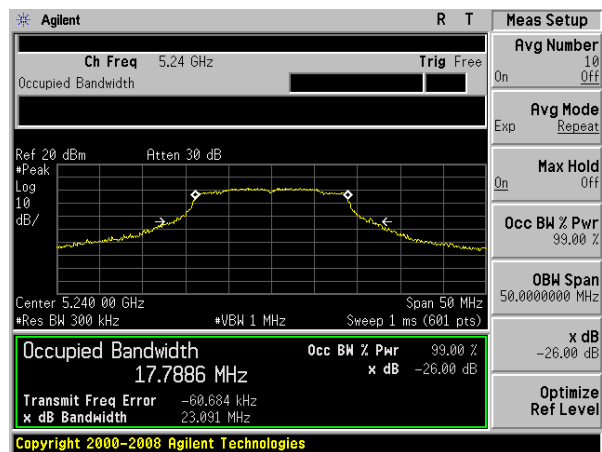 Agilent R T
Ch Freq 5.24 GHz Trig Free
Occupied Bandwidth
Ref 20 dBm Atten 30 dB
#Peak
Log
10
dB/
Center 5.240 00 GHz Span 50 MHz
#Res BW 300 kHz #VBW 1 MHz Sweep 1 ms (601 pts)
Occupied Bandwidth Occ BW % Pwr 99.00 %
17.7886 MHz x dB -26.00 dB
Transmit Freq Error -60.684 kHz
x dB Bandwidth 23.091 MHz
Copyright 2000-2008 Agilent Technologies
Meas Setup
Avg Number
10
On Off
Avg Mode
Exp Repeat
Max Hold
On Off
Occ BW % Pwr
99.00 %
OBW Span
50.0000000 MHz
x dB
-26.00 dB
Optimize
Ref Level